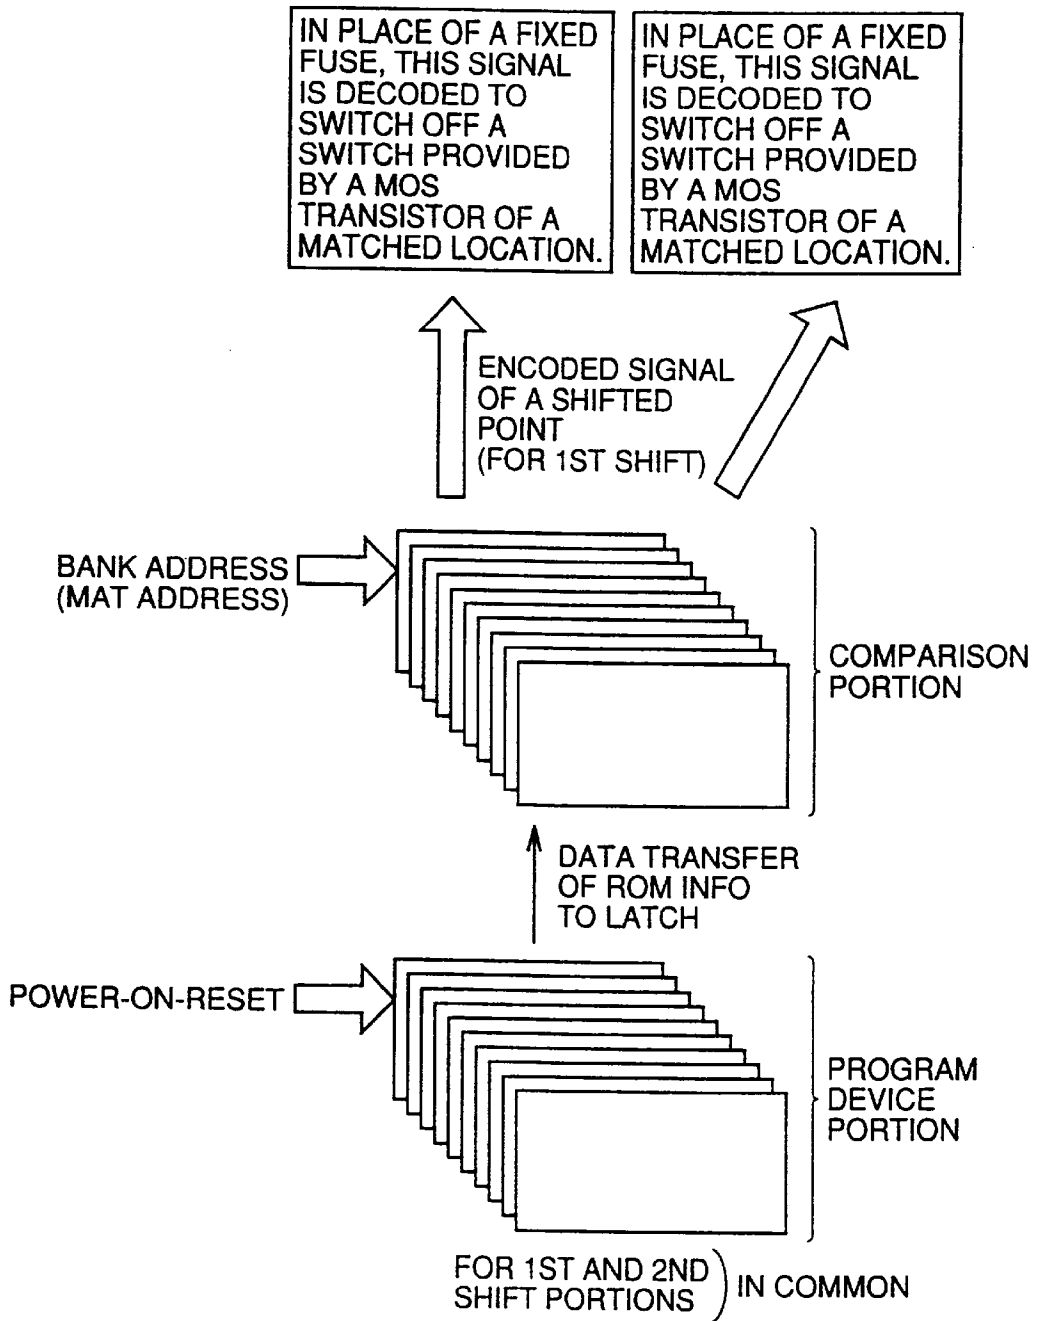 IN PLACE OF A FIXED
FUSE, THIS SIGNAL
IS DECODED TO
SWITCH OFF A
SWITCH PROVIDED
BY A MOS
TRANSISTOR OF A
MATCHED LOCATION.
IN PLACE OF A FIXED
FUSE, THIS SIGNAL
IS DECODED TO
SWITCH OFF A
SWITCH PROVIDED
BY A MOS
TRANSISTOR OF A
MATCHED LOCATION.
ENCODED SIGNAL
OF A SHIFTED
POINT
(FOR 1ST SHIFT)
BANK ADDRESS
(MAT ADDRESS)
COMPARISON
PORTION
DATA TRANSFER
OF ROM INFO
TO LATCH
POWER-ON-RESET
PROGRAM
DEVICE
PORTION
FOR 1ST AND 2ND
SHIFT PORTIONS
) IN COMMON